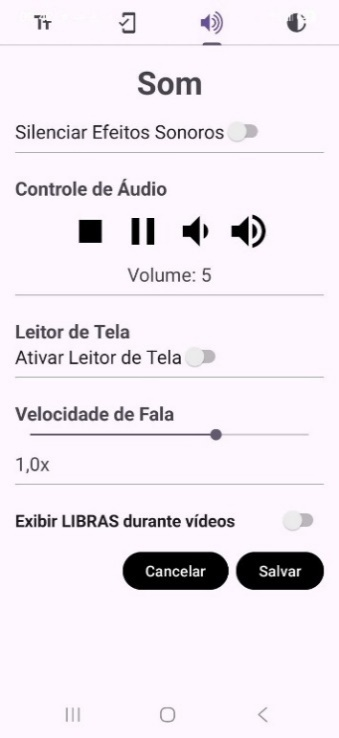 TT
Som
Silenciar Efeitos Sonoros
Controle de Áudio
Volume: 5
Leitor de Tela
Ativar Leitor de Tela
Velocidade de Fala
1,0x
Exibir LIBRAS durante vídeos
Cancelar Salvar